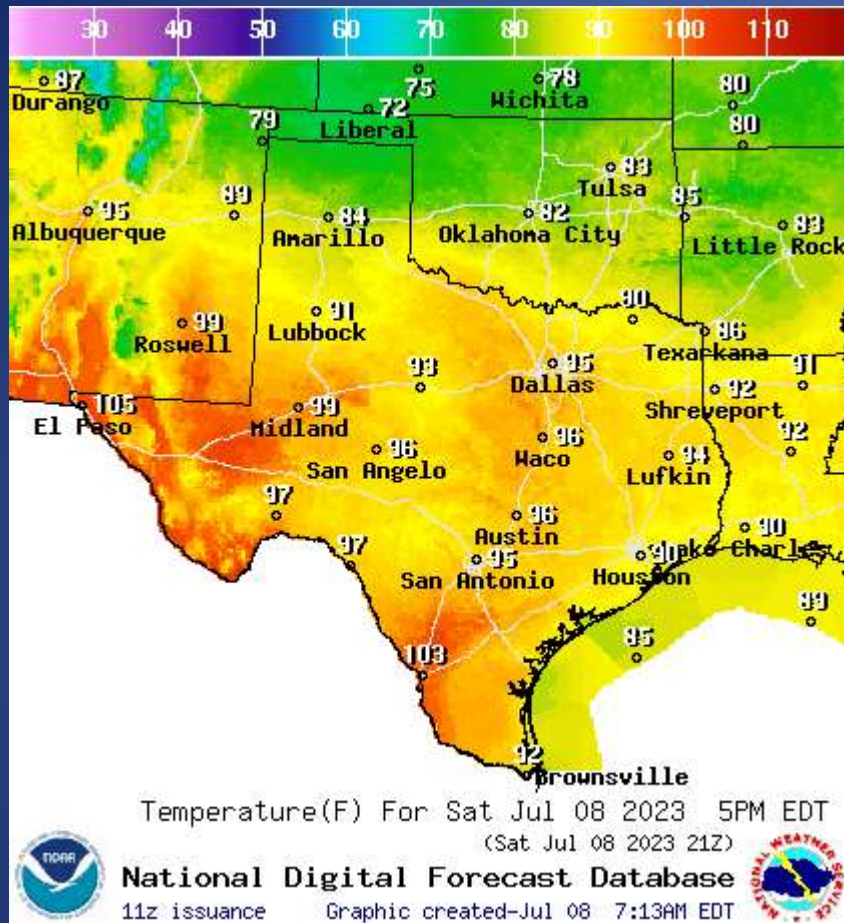 30 40 50 60 70 80 90 100 110
87 Durango
75
78 Wichita
72 Liberal
80
79
80
83 Tulsa
95 Albuquerque
89
84 Amarillo
82 Oklahoma City
85
83 Little Rock
99 Roswell
91 Lubbock
90
86 Texarkana
95 Dallas
93
91
92 Shreveport
105 El Paso
99 Midland
96 San Angelo
96 Waco
94 Lufkin
92
97
96 Austin
90
Lake Charles
97
95 San Antonio
90 Houston
89
85
103
92 Brownsville
Temperature(F) For Sat Jul 08 2023 5PM EDT
(Sat Jul 08 2023 21Z)
NOAA
National Digital Forecast Database
11z issuance Graphic created-Jul 08 7:13AM EDT